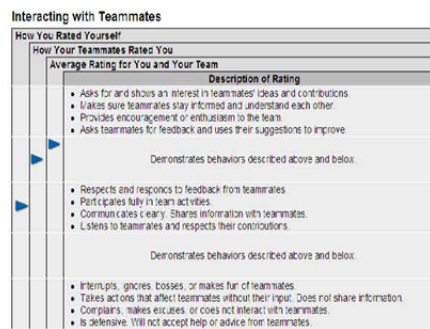 Interacting with Teammates
How You Rated Yourself
How Your Teammates Rated You
Average Rating for You and Your Team
Description of Rating
• Asks for and shows an interest in teammates' ideas and contributions.
• Makes sure teammates stay informed and understand each other.
• Provides encouragement or enthusiasm to the team.
• Asks teammates for feedback and uses their suggestions to improve.
Demonstrates behaviors described above and below.
• Respects and responds to feedback from teammates.
• Participates fully in team activities.
• Communicates clearly. Shares information with teammates.
• Listens to teammates and respects their contributions.
Demonstrates behaviors described above and below.
• Interrupts, ignores, bosses, or makes fun of teammates.
• Takes actions that affect teammates without their input. Does not share information.
• Complains, makes excuses, or does not interact with teammates.
• Is defensive. Will not accept help or advice from teammates.